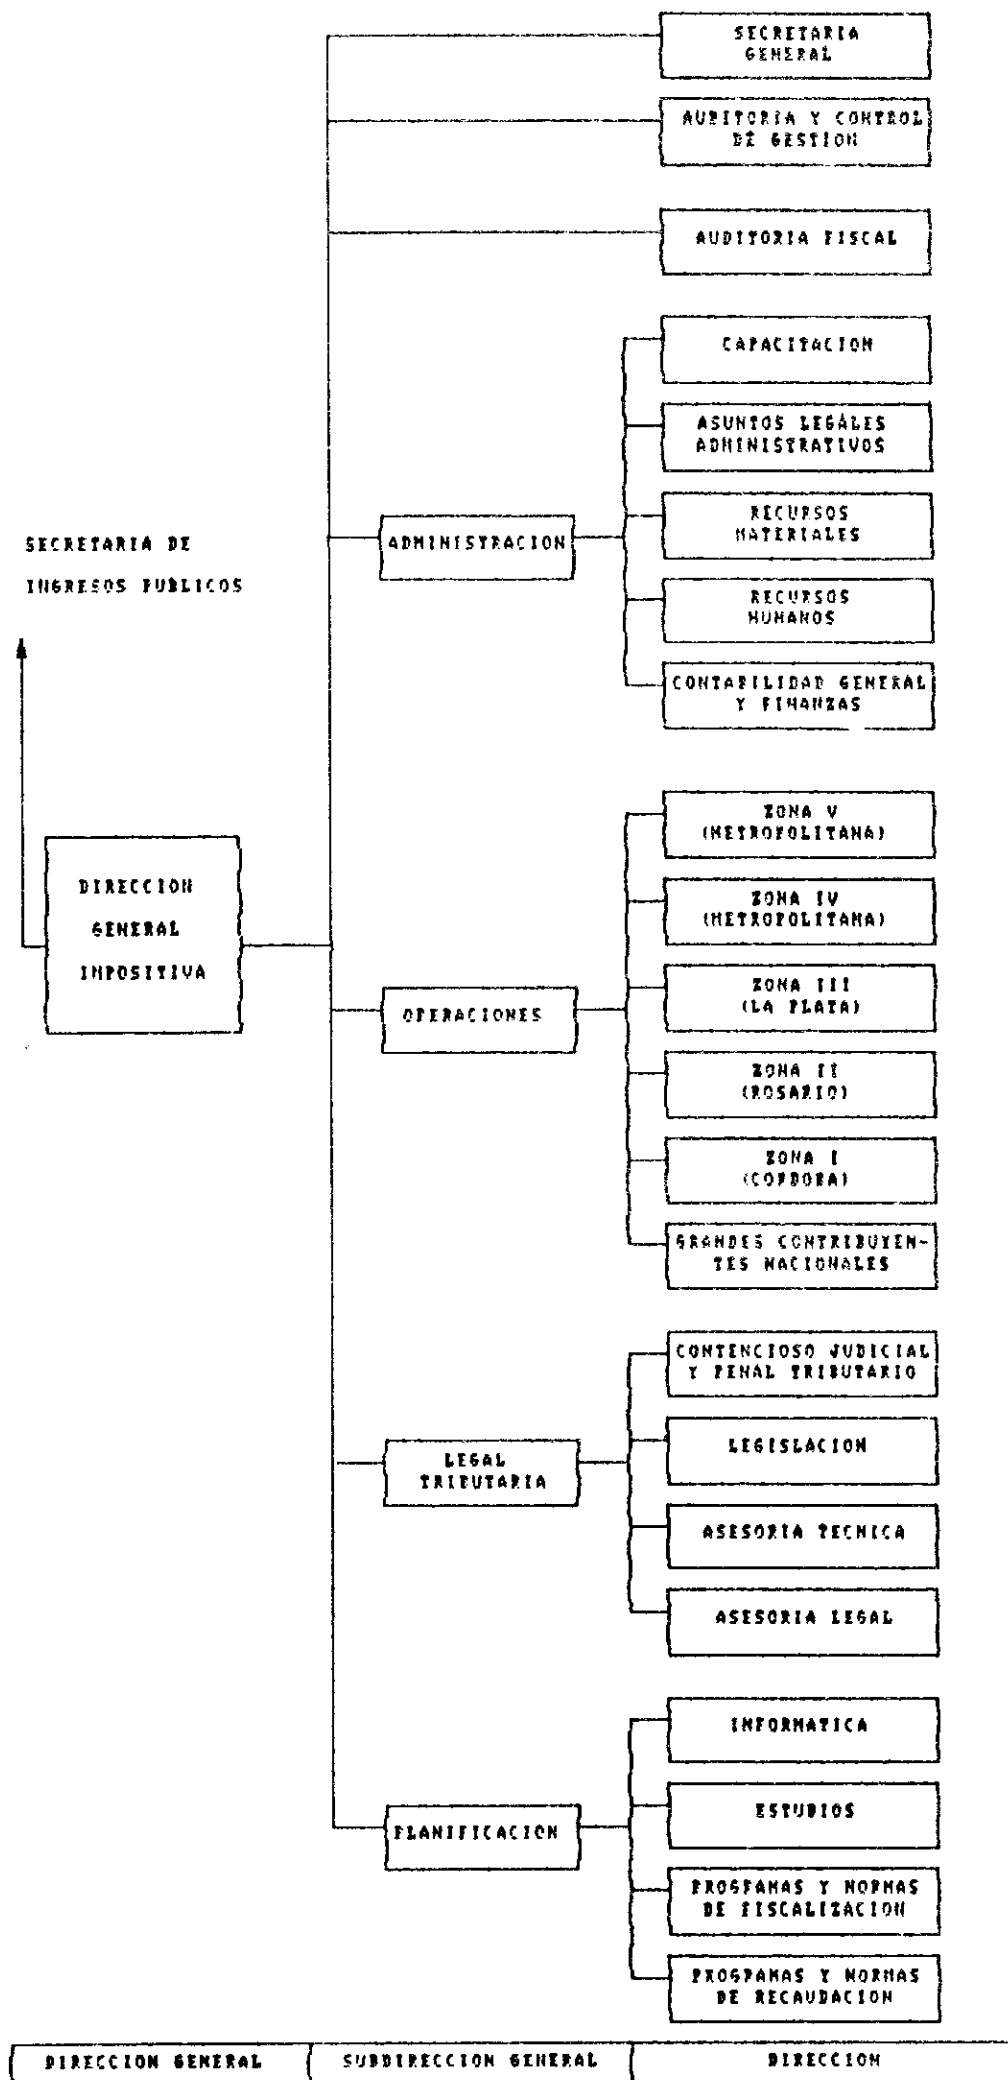 SECRETARIA
GENERAL
AUDITORIA Y CONTROL
DE GESTION
AUDITORIA FISCAL
CAPACITACION
ASUNTOS LEGALES
ADMINISTRATIVOS
RECURSOS
MATERIALES
SECRETARIA DE
INGRESOS PUBLICOS
ADMINISTRACION
RECURSOS
HUMANOS
CONTABILIDAD GENERAL
Y FINANZAS
ZONA V
(METROPOLITANA)
DIRECCION
GENERAL
IMPOSITIVA
ZONA IV
(METROPOLITANA)
OPERACIONES
ZONA III
(LA PLATA)
ZONA II
(ROSARIO)
ZONA I
(CORDOBA)
GRANDES CONTRIBUYEN-
TES NACIONALES
CONTENCIOSO JUDICIAL
Y PENAL TRIBUTARIO
LEGAL
TRIBUTARIA
LEGISLACION
ASESORIA TECNICA
ASESORIA LEGAL
INFORMATICA
PLANIFICACION
ESTUDIOS
PROGRAMAS Y NORMAS
DE FISCALIZACION
PROGRAMAS Y NORMAS
DE RECAUDACION
DIRECCION GENERAL SUBDIRECCION GENERAL DIRECCION